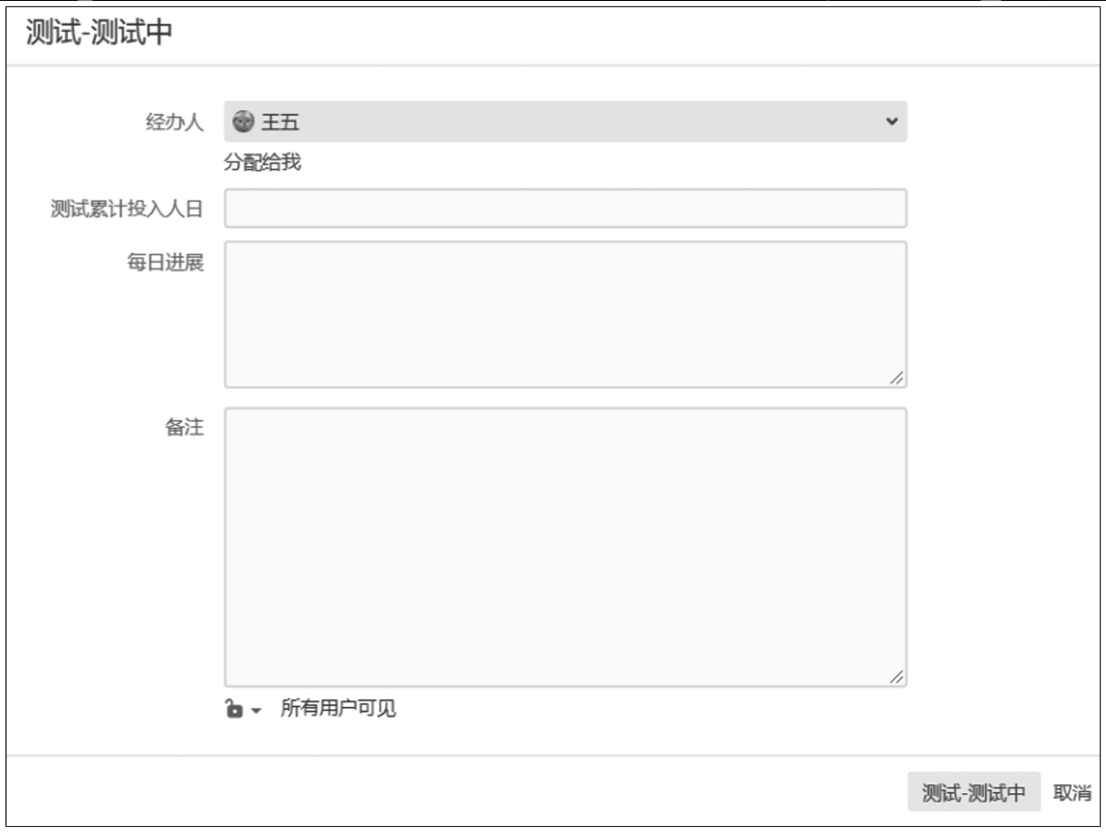 测试-测试中
经办人
王五
分配给我
测试累计投入人日
每日进展
备注
所有用户可见
测试-测试中
取消